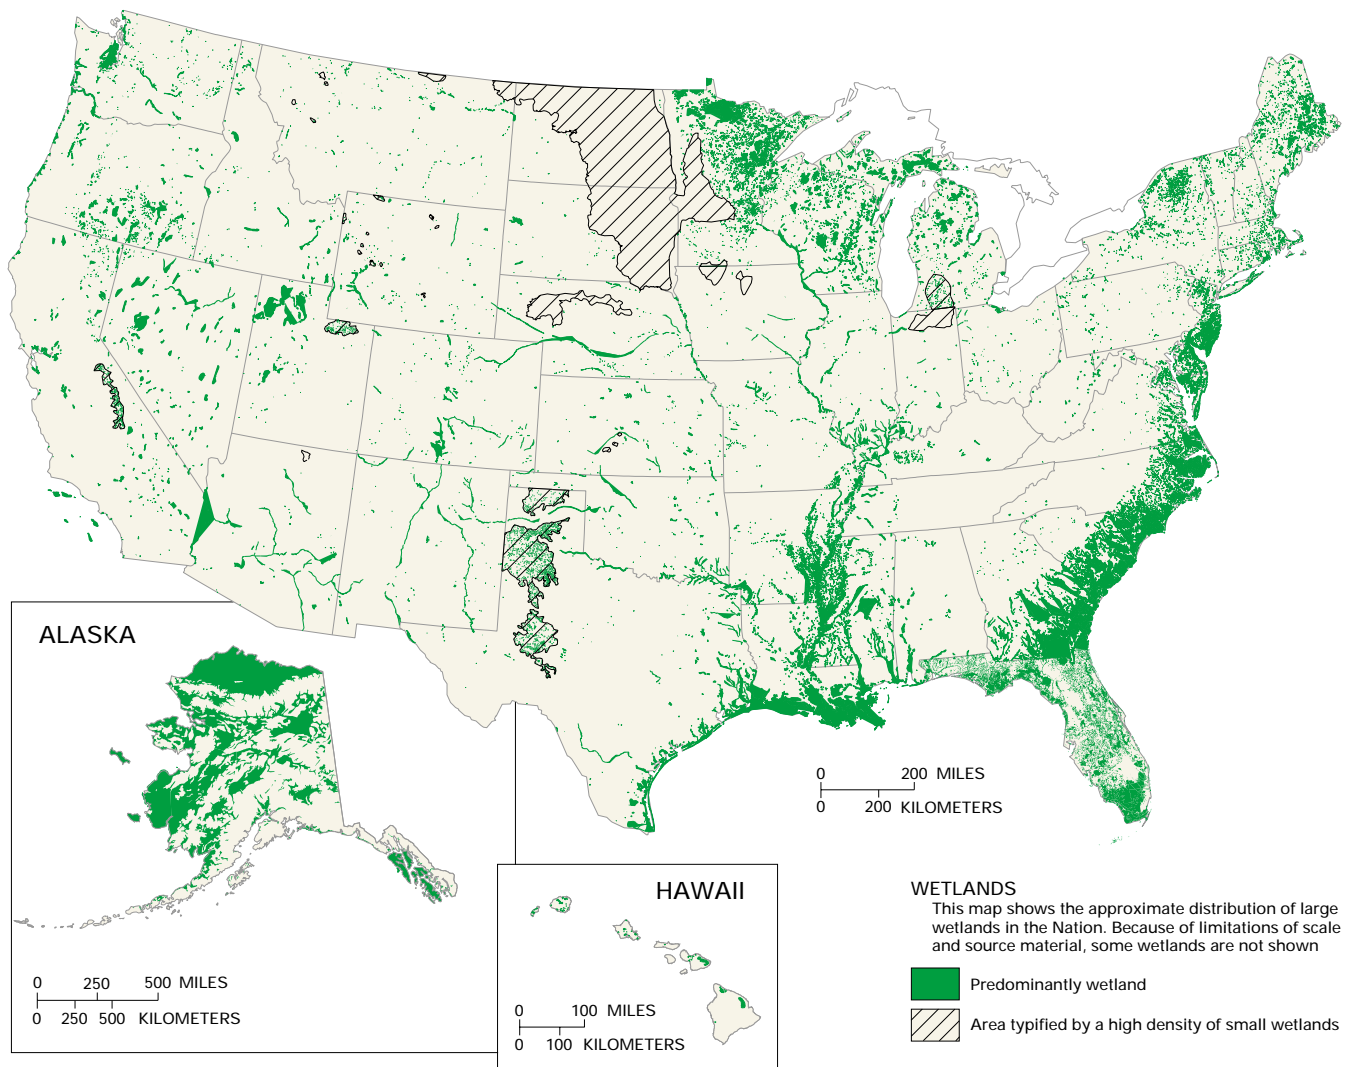 ALASKA
0 250 500 MILES
0 250 500 KILOMETERS
HAWAII
0 100 MILES
0 100 KILOMETERS
0 200 MILES
0 200 KILOMETERS
WETLANDS
This map shows the approximate distribution of large
wetlands in the Nation. Because of limitations of scale
and source material, some wetlands are not shown
Predominantly wetland
Area typified by a high density of small wetlands